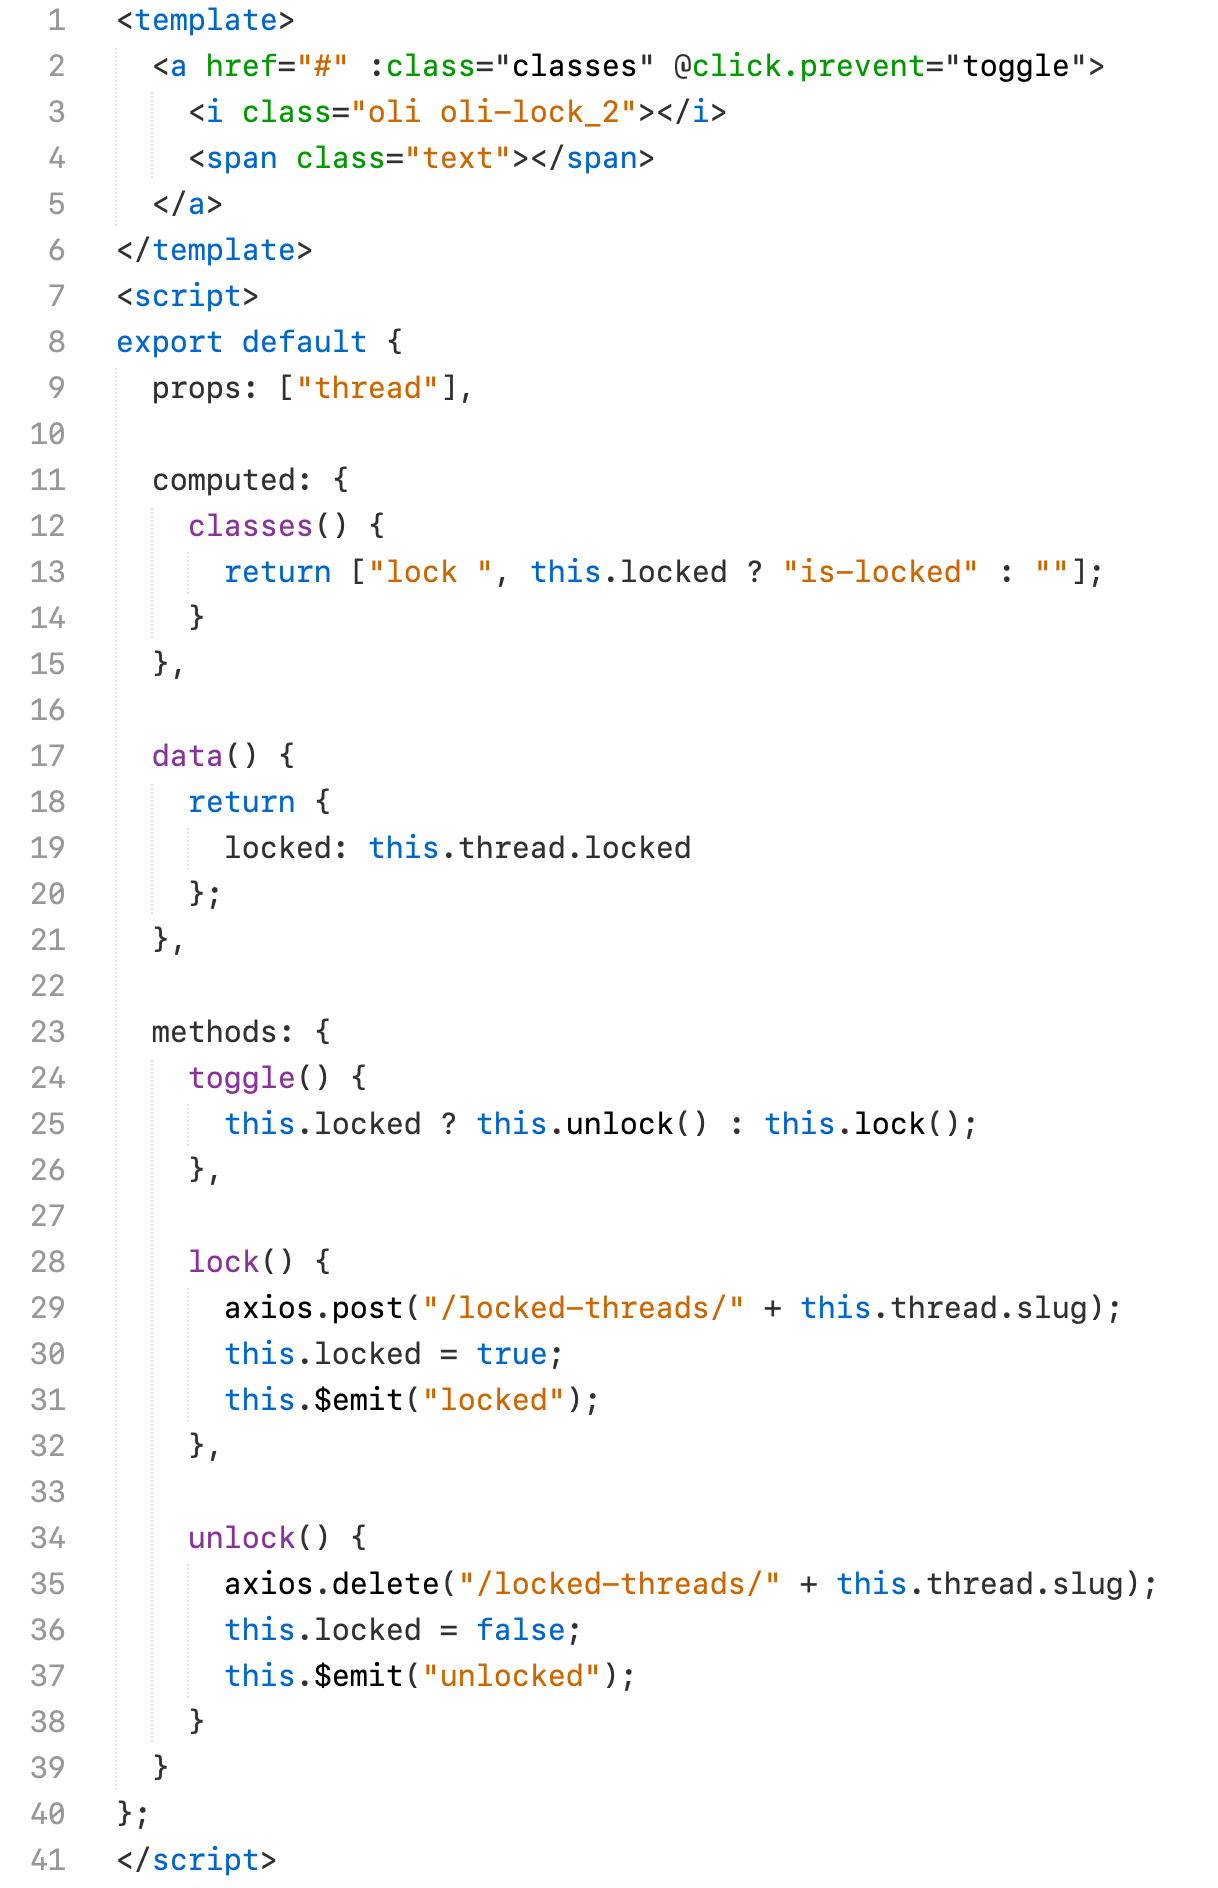 1 <template>
2   <a href="#" :class="classes" @click.prevent="toggle">
3     <i class="oli oli-lock_2"></i>
4     <span class="text"></span>
5   </a>
6 </template>
7 <script>
8 export default {
9   props: ["thread"],
10
11   computed: {
12     classes() {
13       return ["lock ", this.locked ? "is-locked" : ""];
14     }
15   },
16
17   data() {
18     return {
19       locked: this.thread.locked
20     };
21   },
22
23   methods: {
24     toggle() {
25       this.locked ? this.unlock() : this.lock();
26     },
27
28     lock() {
29       axios.post("/locked-threads/" + this.thread.slug);
30       this.locked = true;
31       this.$emit("locked");
32     },
33
34     unlock() {
35       axios.delete("/locked-threads/" + this.thread.slug);
36       this.locked = false;
37       this.$emit("unlocked");
38     }
39   }
40 };
41 </script>